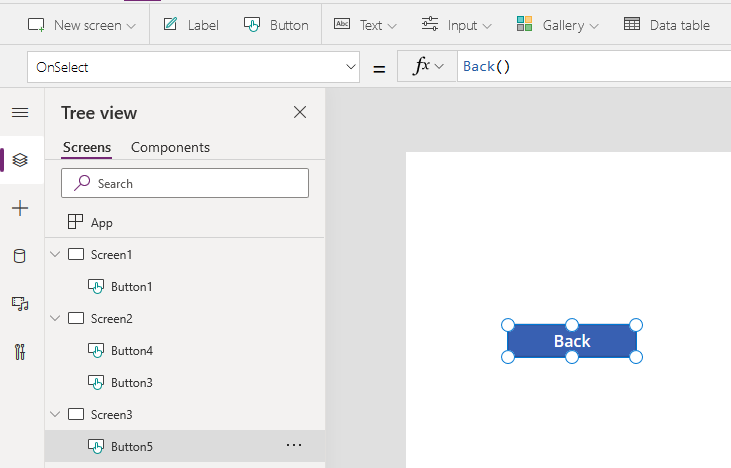 New screen Label Button Text Input Gallery Data table
OnSelect = fx Back()
Tree view
Screens Components
Search
App
Screen1
Button1
Screen2
Button4
Button3
Screen3
Button5 ...
Back